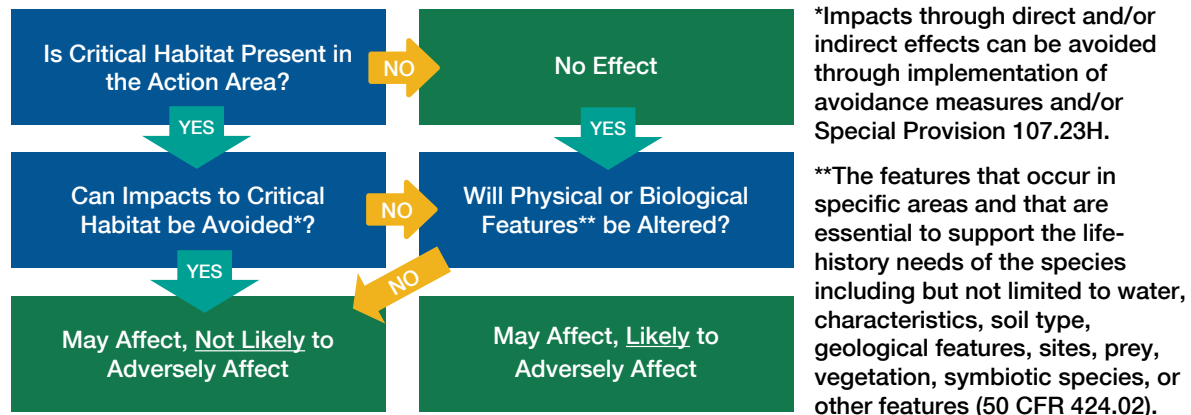 Is Critical Habitat Present in
the Action Area?
NO
No Effect
YES
YES
Can Impacts to Critical
Habitat be Avoided*?
NO
Will Physical or Biological
Features** be Altered?
YES
NO
May Affect, Not Likely to
Adversely Affect
May Affect, Likely to
Adversely Affect
*Impacts through direct and/or
indirect effects can be avoided
through implementation of
avoidance measures and/or
Special Provision 107.23H.
**The features that occur in
specific areas and that are
essential to support the life-
history needs of the species
including but not limited to water,
characteristics, soil type,
geological features, sites, prey,
vegetation, symbiotic species, or
other features (50 CFR 424.02).